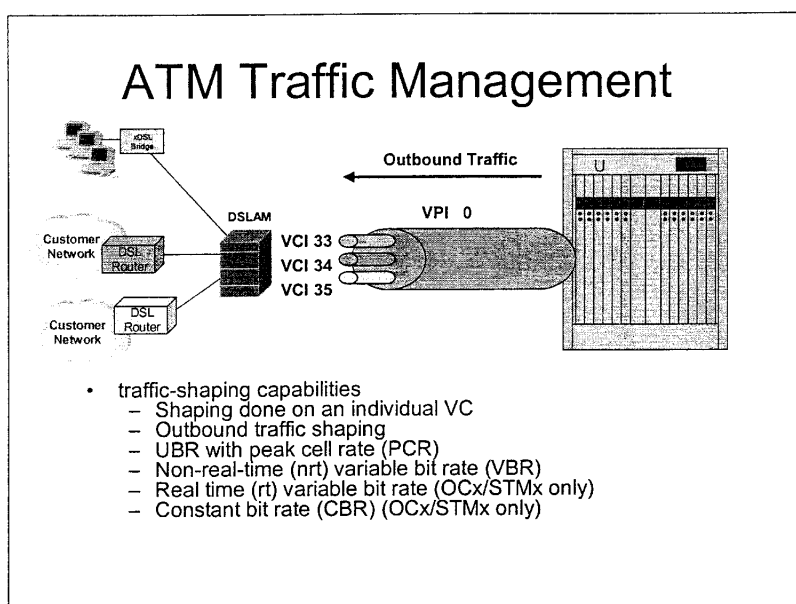 ATM Traffic Management
xDSL
Bridge
Outbound Traffic
U
DSLAM
VPI 0
VCI 33
Customer
Network
DSL
Router
VCI 34
VCI 35
DSL
Router
Customer
Network
• traffic-shaping capabilities
– Shaping done on an individual VC
– Outbound traffic shaping
– UBR with peak cell rate (PCR)
– Non-real-time (nrt) variable bit rate (VBR)
– Real time (rt) variable bit rate (OCx/STMx only)
– Constant bit rate (CBR) (OCx/STMx only)